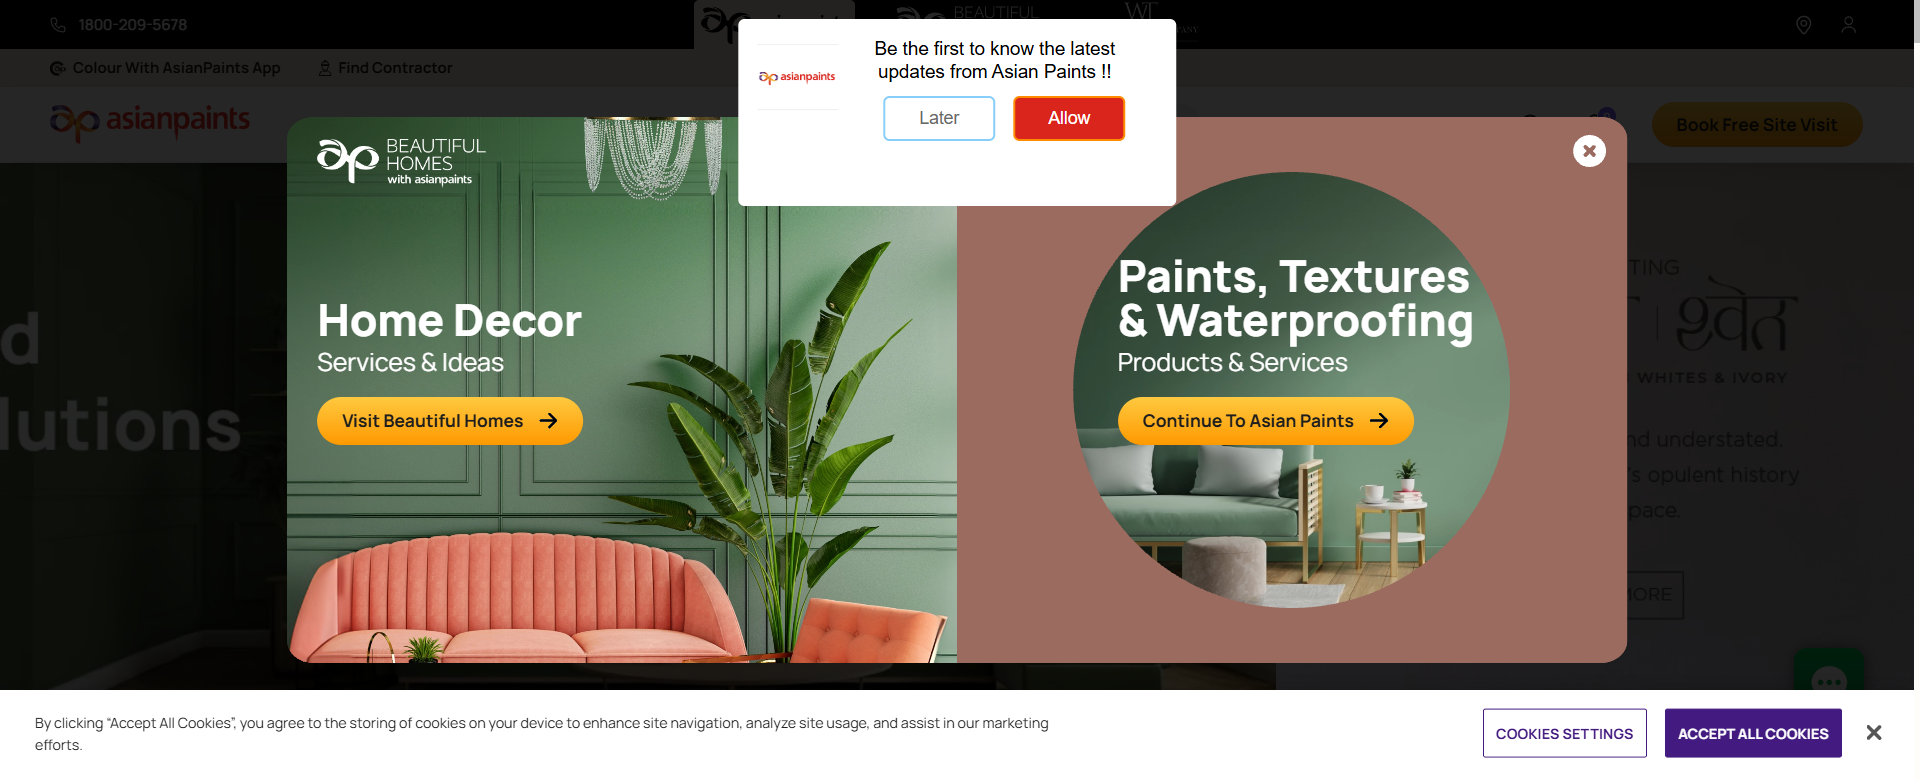 1800-209-5678
BEAUTIFUL
WT
Colour With AsianPaints App
Find Contractor
asianpaints
Book Free Site Visit
asianpaints
Be the first to know the latest
updates from Asian Paints !!
Later
Allow
BEAUTIFUL
HOMES
with asianpaints
Home Decor
Services & Ideas
Visit Beautiful Homes
Paints, Textures
& Waterproofing
Products & Services
Continue To Asian Paints
d
lutions
TING
श्वेत
WHITES & IVORY
nd understated.
's opulent history
pace.
MORE
By clicking “Accept All Cookies”, you agree to the storing of cookies on your device to enhance site navigation, analyze site usage, and assist in our marketing
efforts.
COOKIES SETTINGS
ACCEPT ALL COOKIES